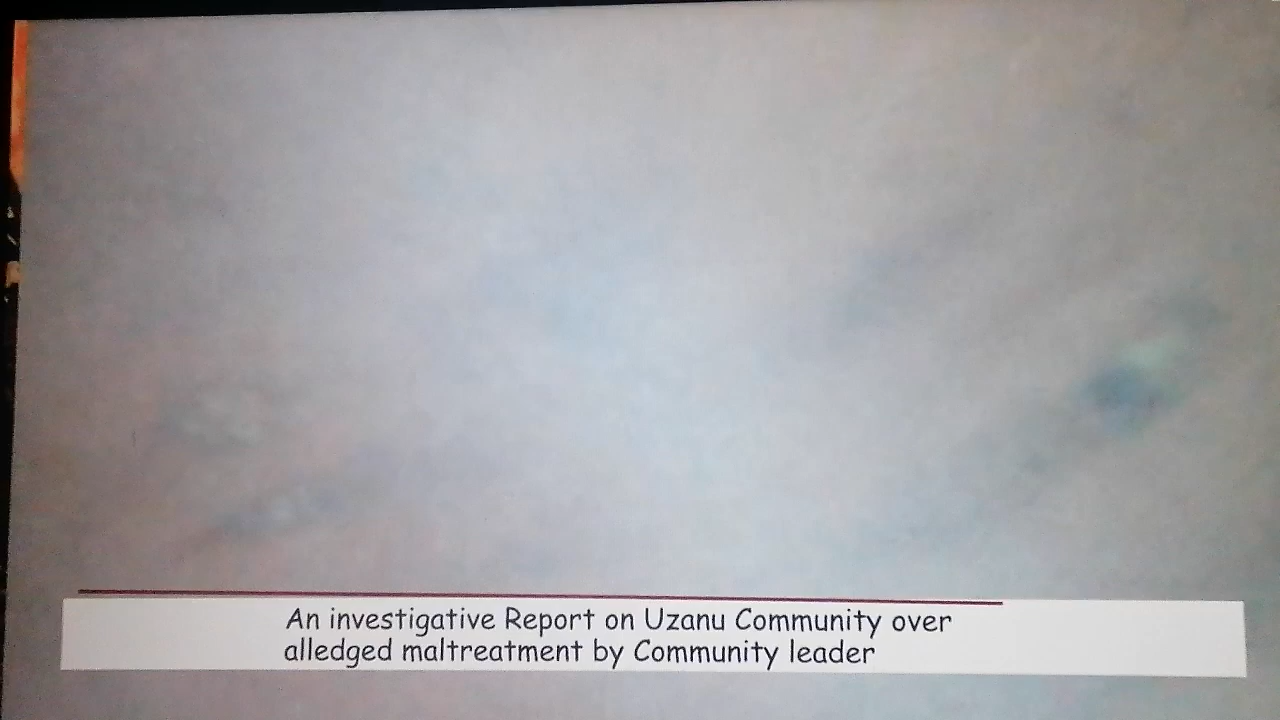 An investigative Report on Uzanu Community over
alledged maltreatment by Community leader